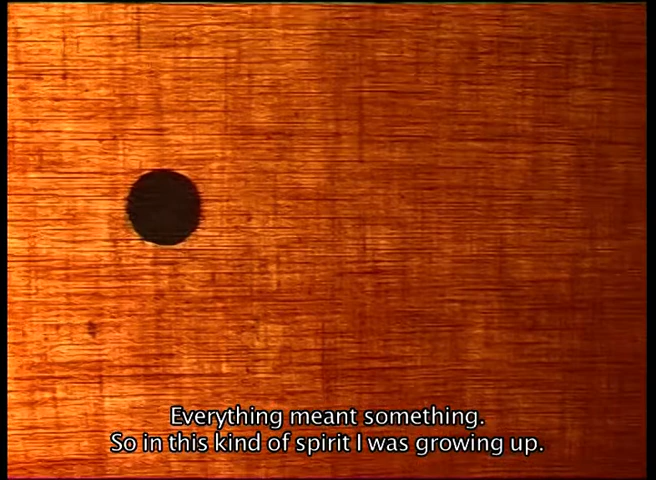 Everything meant something.
So in this kind of spirit I was growing up.